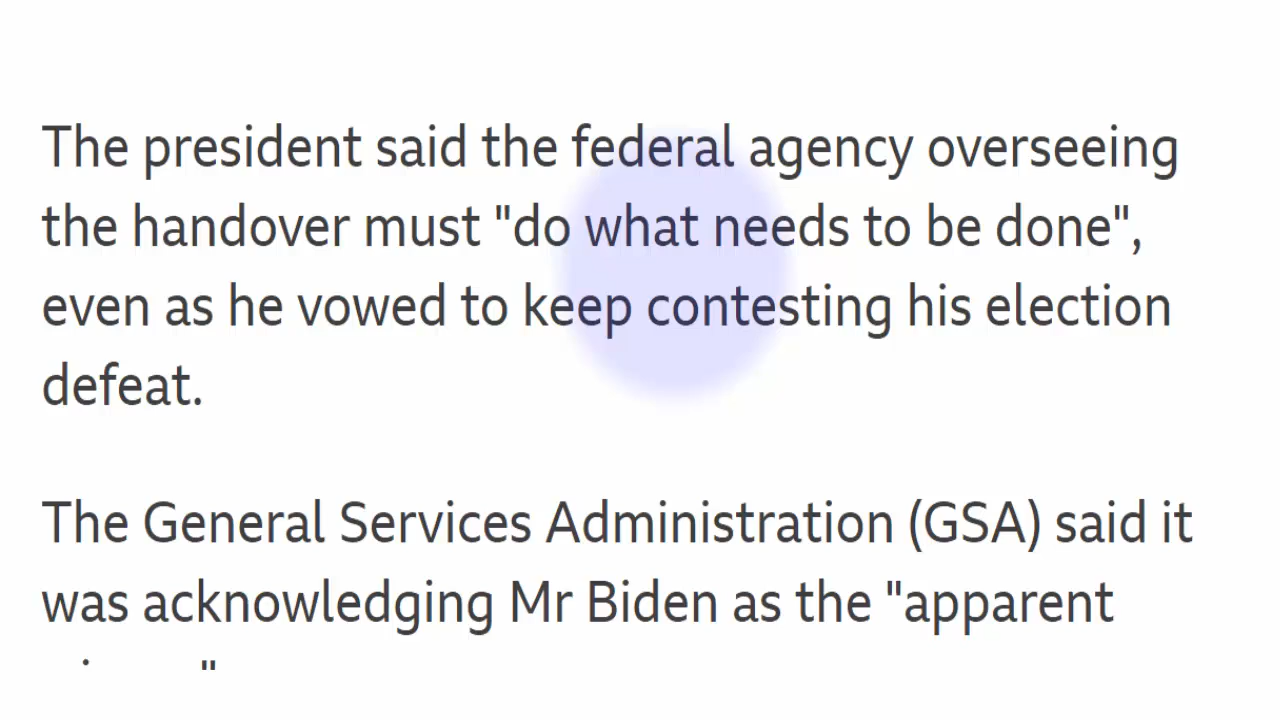 The president said the federal agency overseeing
the handover must "do what needs to be done",
even as he vowed to keep contesting his election
defeat.
The General Services Administration (GSA) said it
was acknowledging Mr Biden as the "apparent